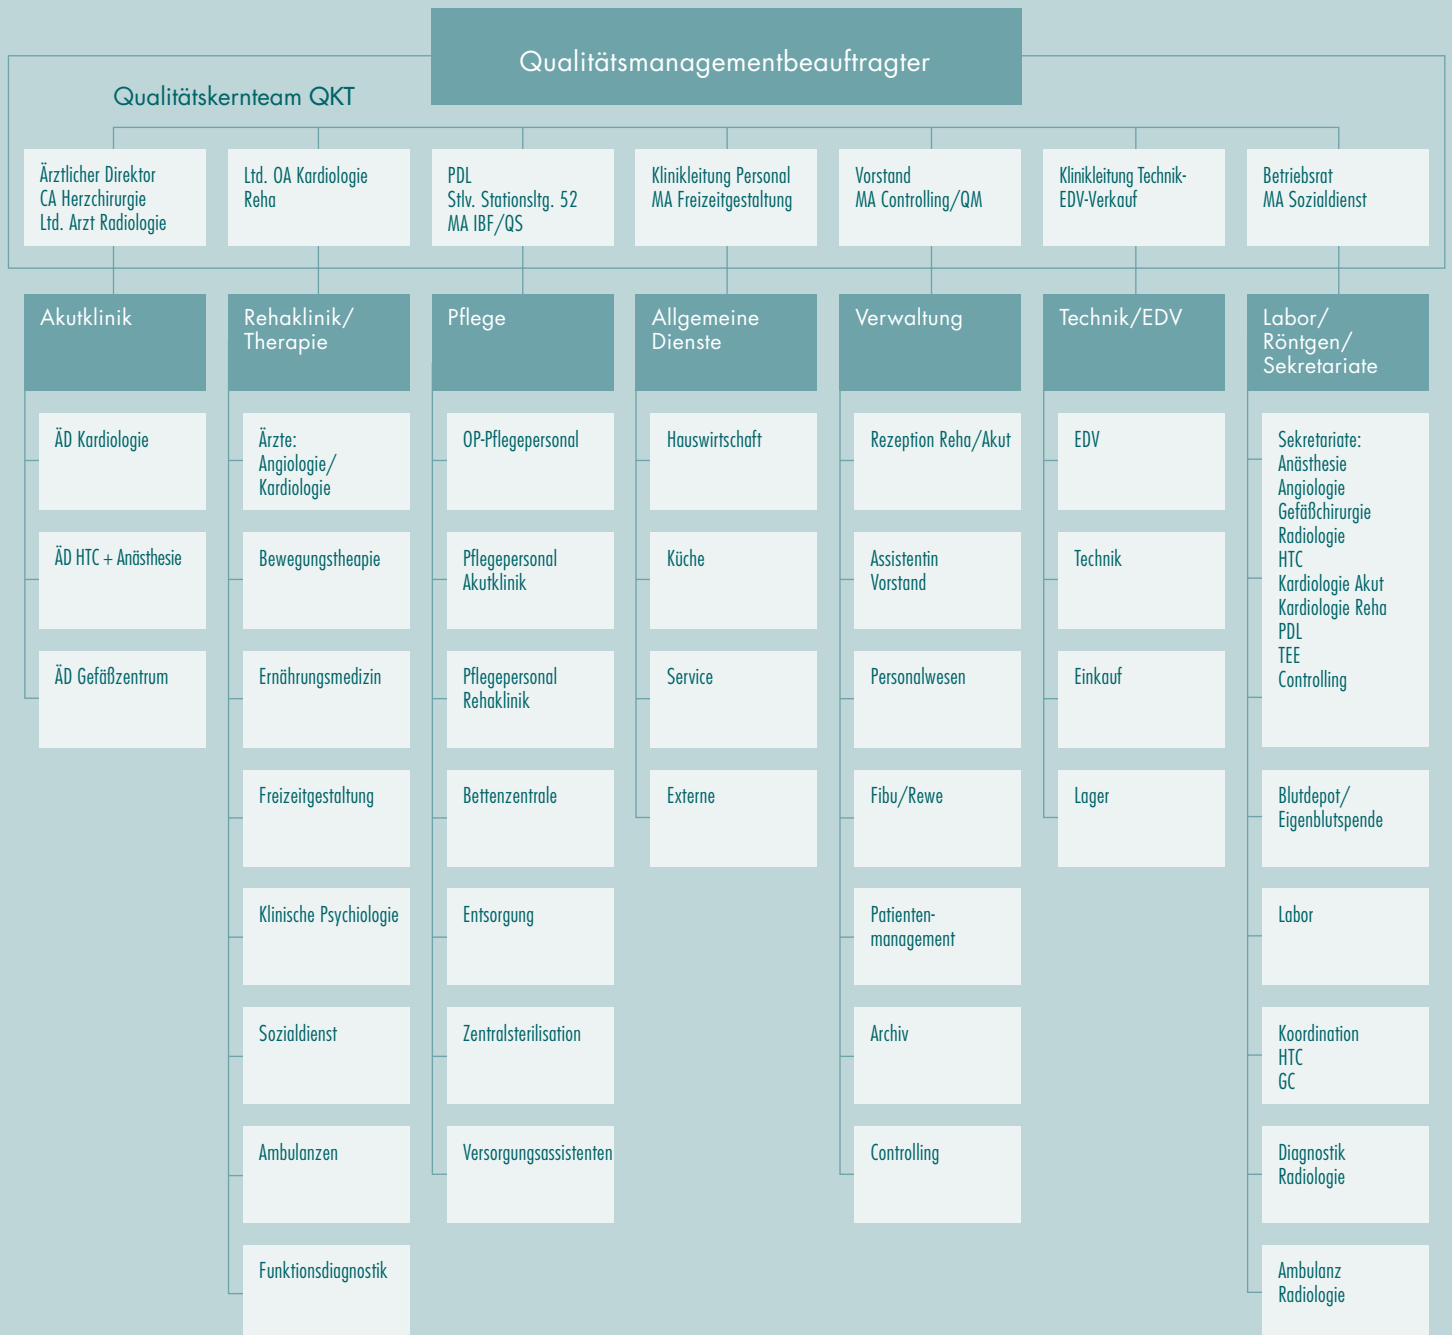 Qualitätsmanagementbeauftragter
Qualitätskernteam QKT
Ärztlicher Direktor
CA Herzchirurgie
Ltd. Arzt Radiologie
Ltd. OA Kardiologie
Reha
PDL
Stlv. Stationsltg. 52
MA IBF/QS
Klinikleitung Personal
MA Freizeitgestaltung
Vorstand
MA Controlling/QM
Klinikleitung Technik-
EDV-Verkauf
Betriebsrat
MA Sozialdienst
Akutklinik
ÄD Kardiologie
ÄD HTC + Anästhesie
ÄD Gefäßzentrum
Rehaklinik/
Therapie
Ärzte:
Angiologie/
Kardiologie
Bewegungstheapie
Ernährungsmedizin
Freizeitgestaltung
Klinische Psychiologie
Sozialdienst
Ambulanzen
Funktionsdiagnostik
Pflege
OP-Pflegepersonal
Pflegepersonal
Akutklinik
Pflegepersonal
Rehaklinik
Bettenzentrale
Entsorgung
Zentralsterilisation
Versorgungsassistenten
Allgemeine
Dienste
Hauswirtschaft
Küche
Service
Externe
Verwaltung
Rezeption Reha/Akut
Assistentin
Vorstand
Personalwesen
Fibu/Rewe
Patienten-
management
Archiv
Controlling
Technik/EDV
EDV
Technik
Einkauf
Lager
Labor/
Röntgen/
Sekretariate
Sekretariate:
Anästhesie
Angiologie
Gefäßchirurgie
Radiologie
HTC
Kardiologie Akut
Kardiologie Reha
PDL
TEE
Controlling
Blutdepot/
Eigenblutspende
Labor
Koordination
HTC
GC
Diagnostik
Radiologie
Ambulanz
Radiologie